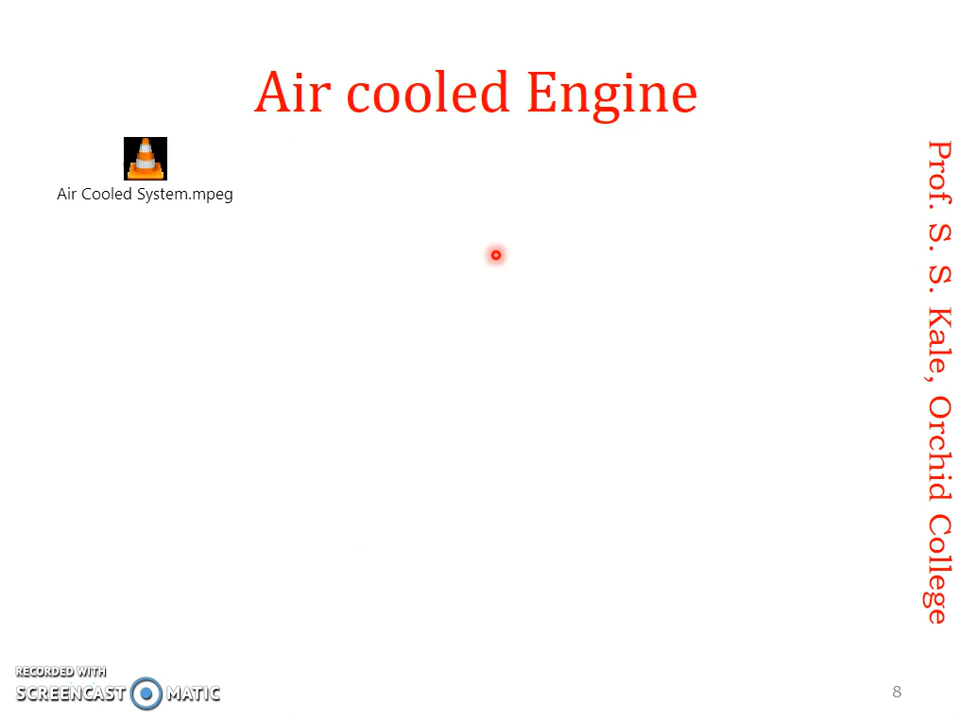 Air cooled Engine
Air Cooled System.mpeg
Prof. S. S. Kale, Orchid College
RECORDED WITH
SCREENCAST MATIC
8